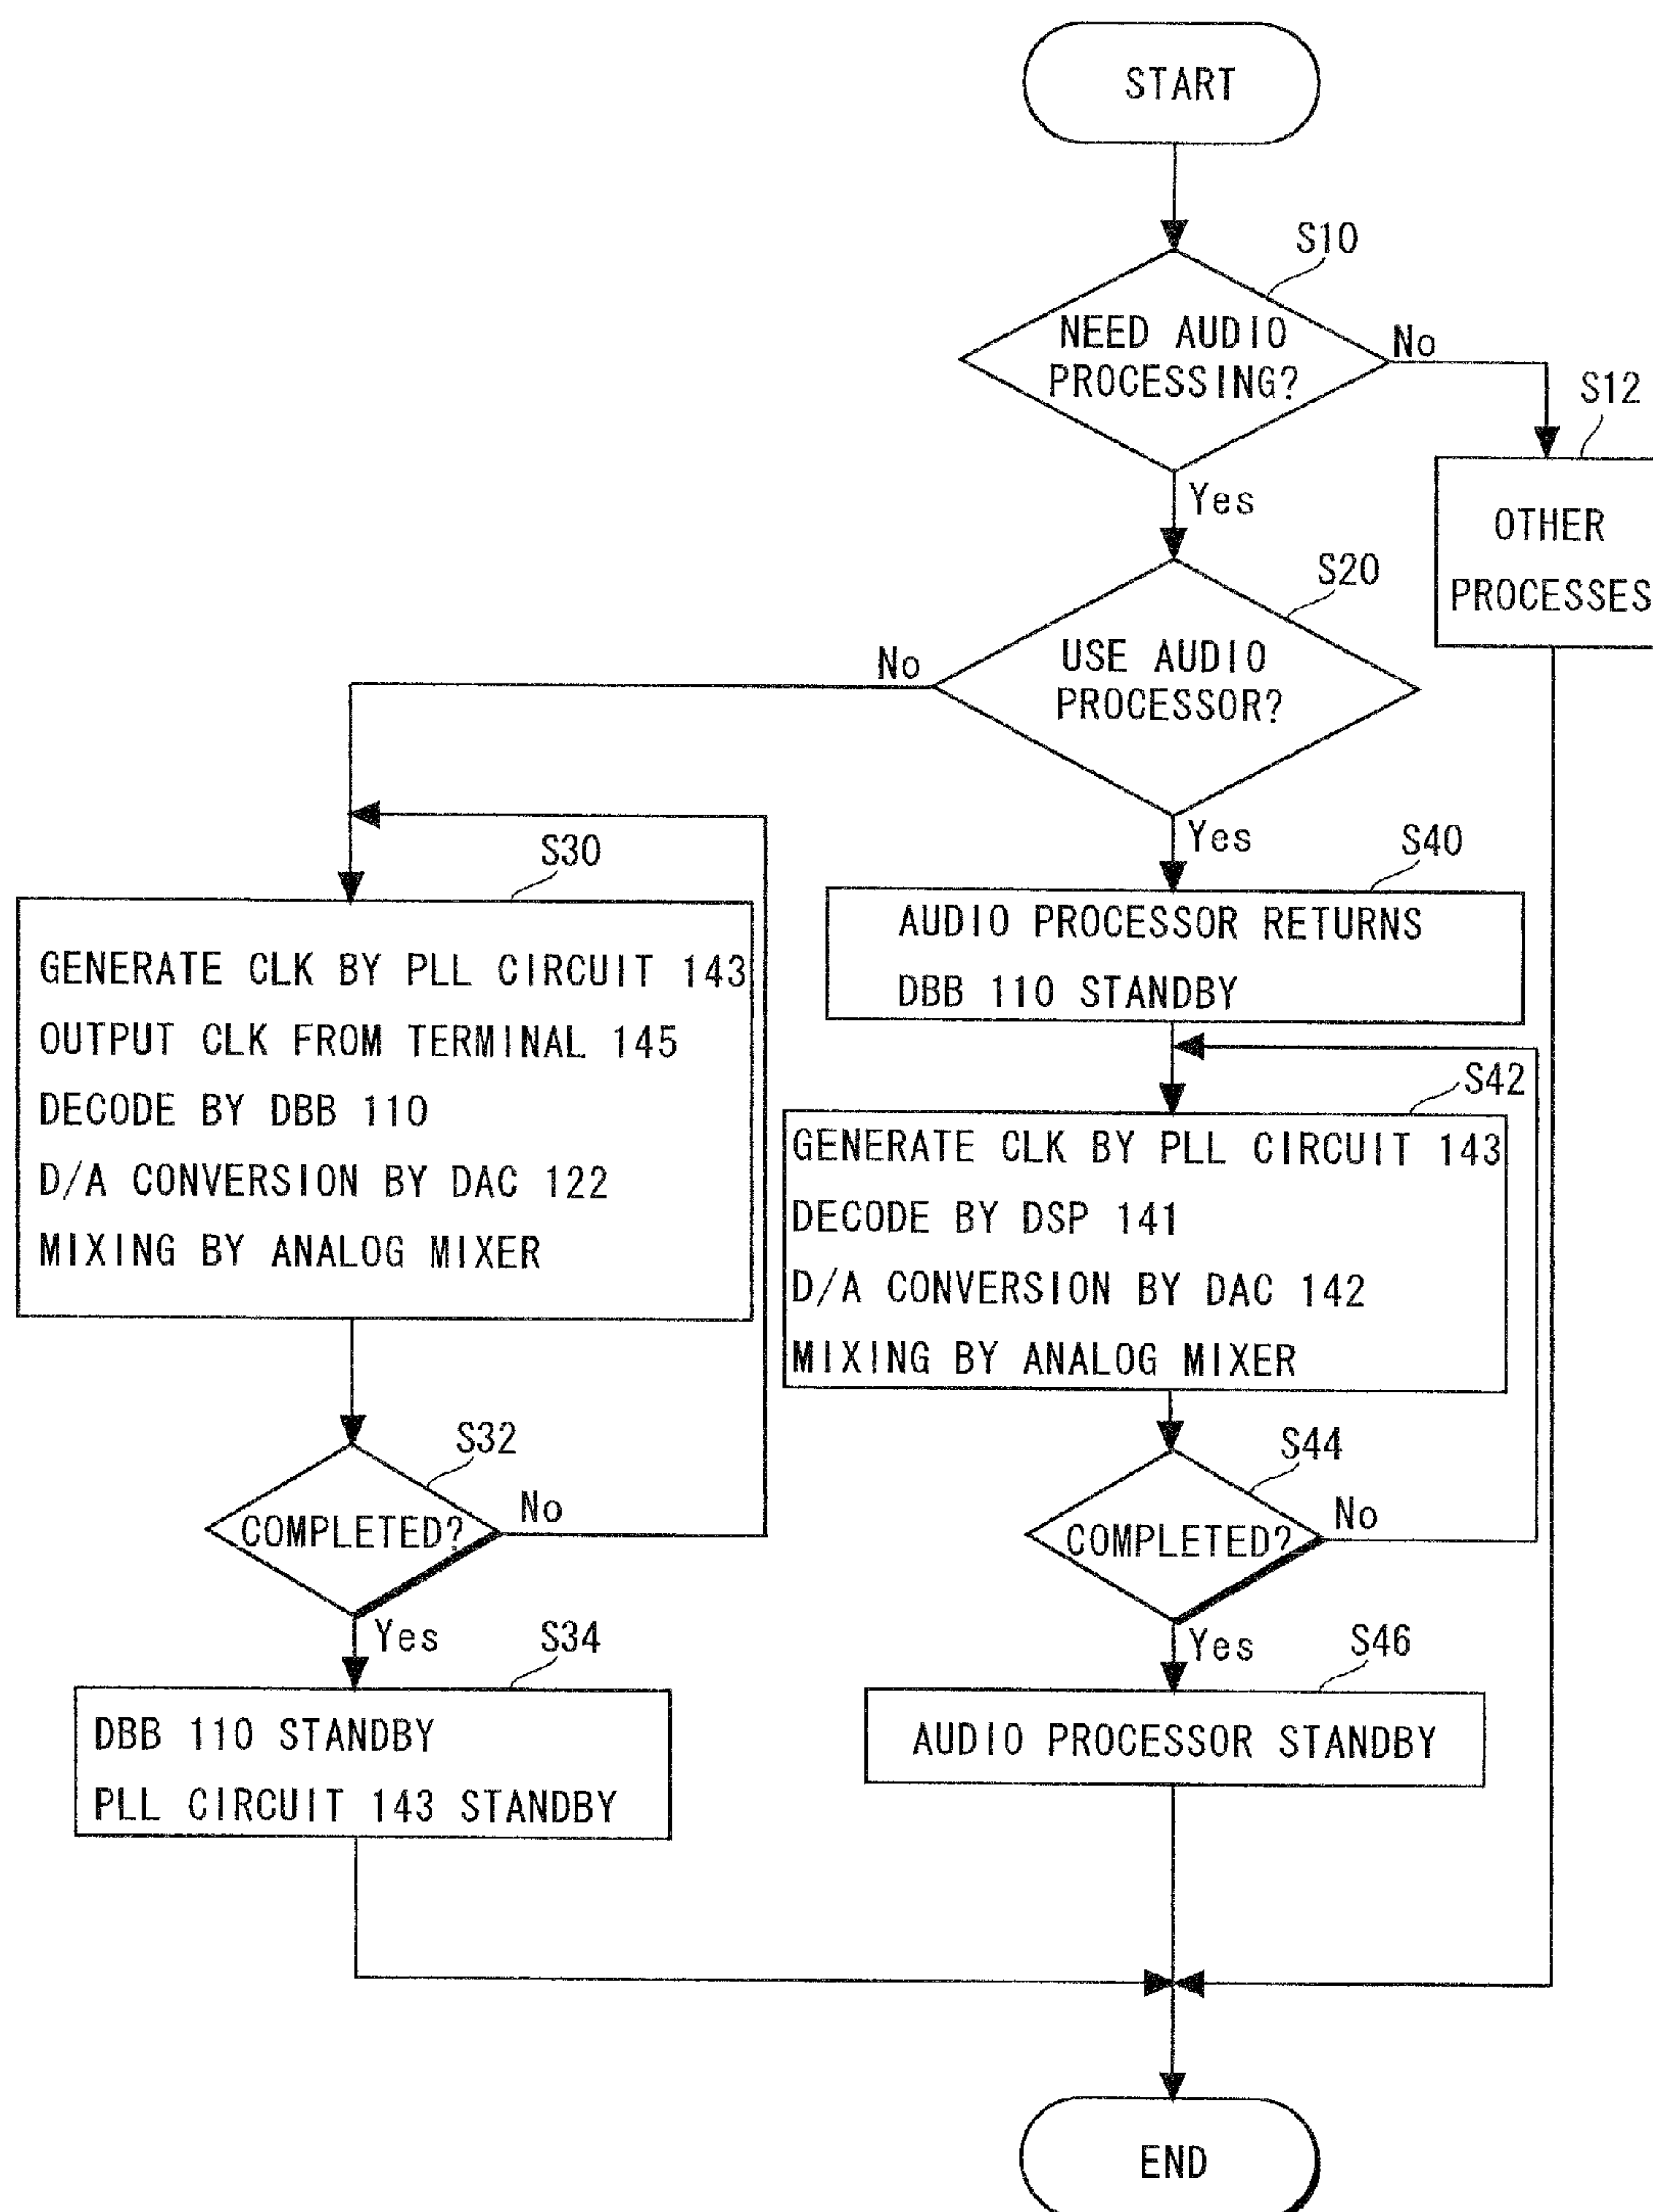 START
S10
NEED AUDIO
PROCESSING?
No
S12
Yes
OTHER
PROCESSES
S20
USE AUDIO
PROCESSOR?
No
Yes
S30
GENERATE CLK BY PLL CIRCUIT 143
OUTPUT CLK FROM TERMINAL 145
DECODE BY DBB 110
D/A CONVERSION BY DAC 122
MIXING BY ANALOG MIXER
S40
AUDIO PROCESSOR RETURNS
DBB 110 STANDBY
S42
GENERATE CLK BY PLL CIRCUIT 143
DECODE BY DSP 141
D/A CONVERSION BY DAC 142
MIXING BY ANALOG MIXER
S32
COMPLETED?
No
Yes
S44
COMPLETED?
No
Yes
S34
DBB 110 STANDBY
PLL CIRCUIT 143 STANDBY
S46
AUDIO PROCESSOR STANDBY
END